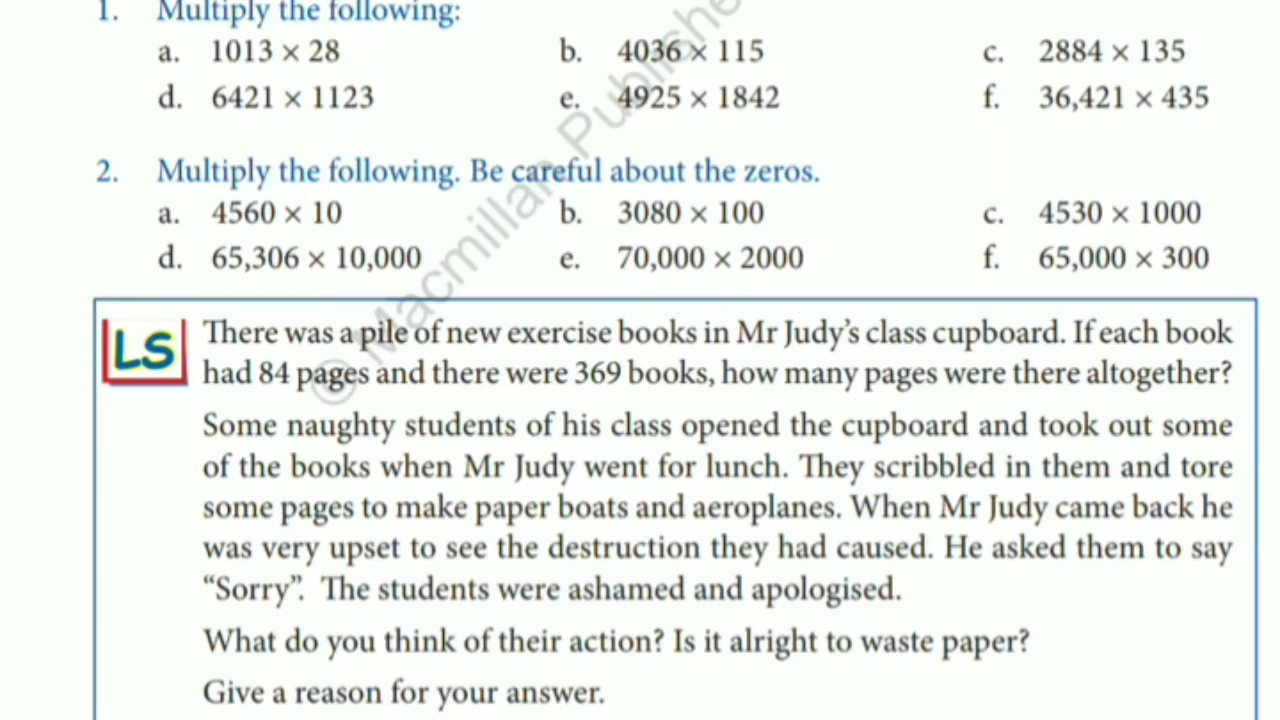 1. Multiply the following:
a. 1013 × 28 b. 4036 × 115 c. 2884 × 135
d. 6421 × 1123 e. 4925 × 1842 f. 36,421 × 435
2. Multiply the following. Be careful about the zeros.
a. 4560 × 10 b. 3080 × 100 c. 4530 × 1000
d. 65,306 × 10,000 e. 70,000 × 2000 f. 65,000 × 300
LS
There was a pile of new exercise books in Mr Judy’s class cupboard. If each book
had 84 pages and there were 369 books, how many pages were there altogether?
Some naughty students of his class opened the cupboard and took out some
of the books when Mr Judy went for lunch. They scribbled in them and tore
some pages to make paper boats and aeroplanes. When Mr Judy came back he
was very upset to see the destruction they had caused. He asked them to say
“Sorry”. The students were ashamed and apologised.
What do you think of their action? Is it alright to waste paper?
Give a reason for your answer.
© Macmillan Publishe